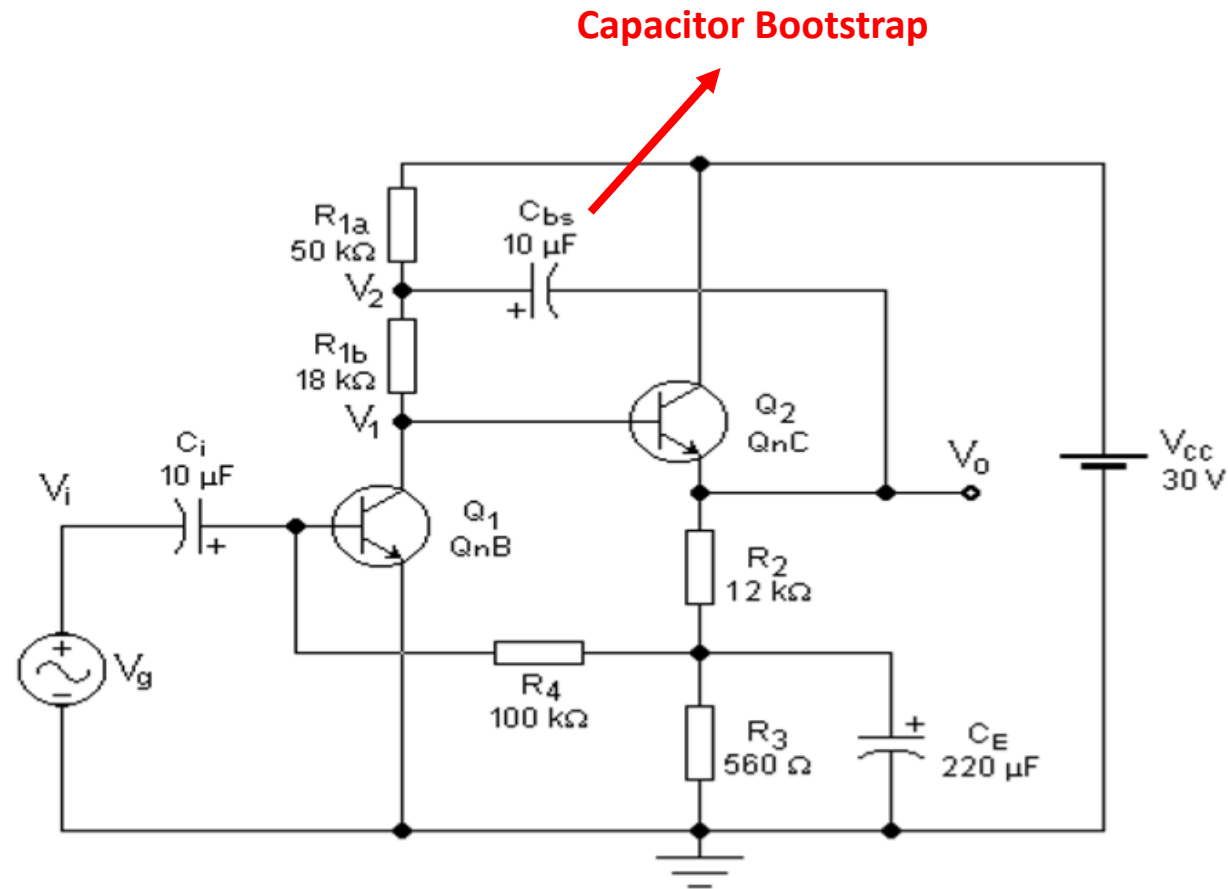 Capacitor Bootstrap
R1a
50 kΩ
Cbs
10 µF
+
V2
R1b
18 kΩ
V1
Q2
QnC
Vo
Vcc
30 V
Ci
10 µF
+
Vi
Q1
QnB
R2
12 kΩ
+
−
Vg
R4
100 kΩ
R3
560 Ω
+
CE
220 µF